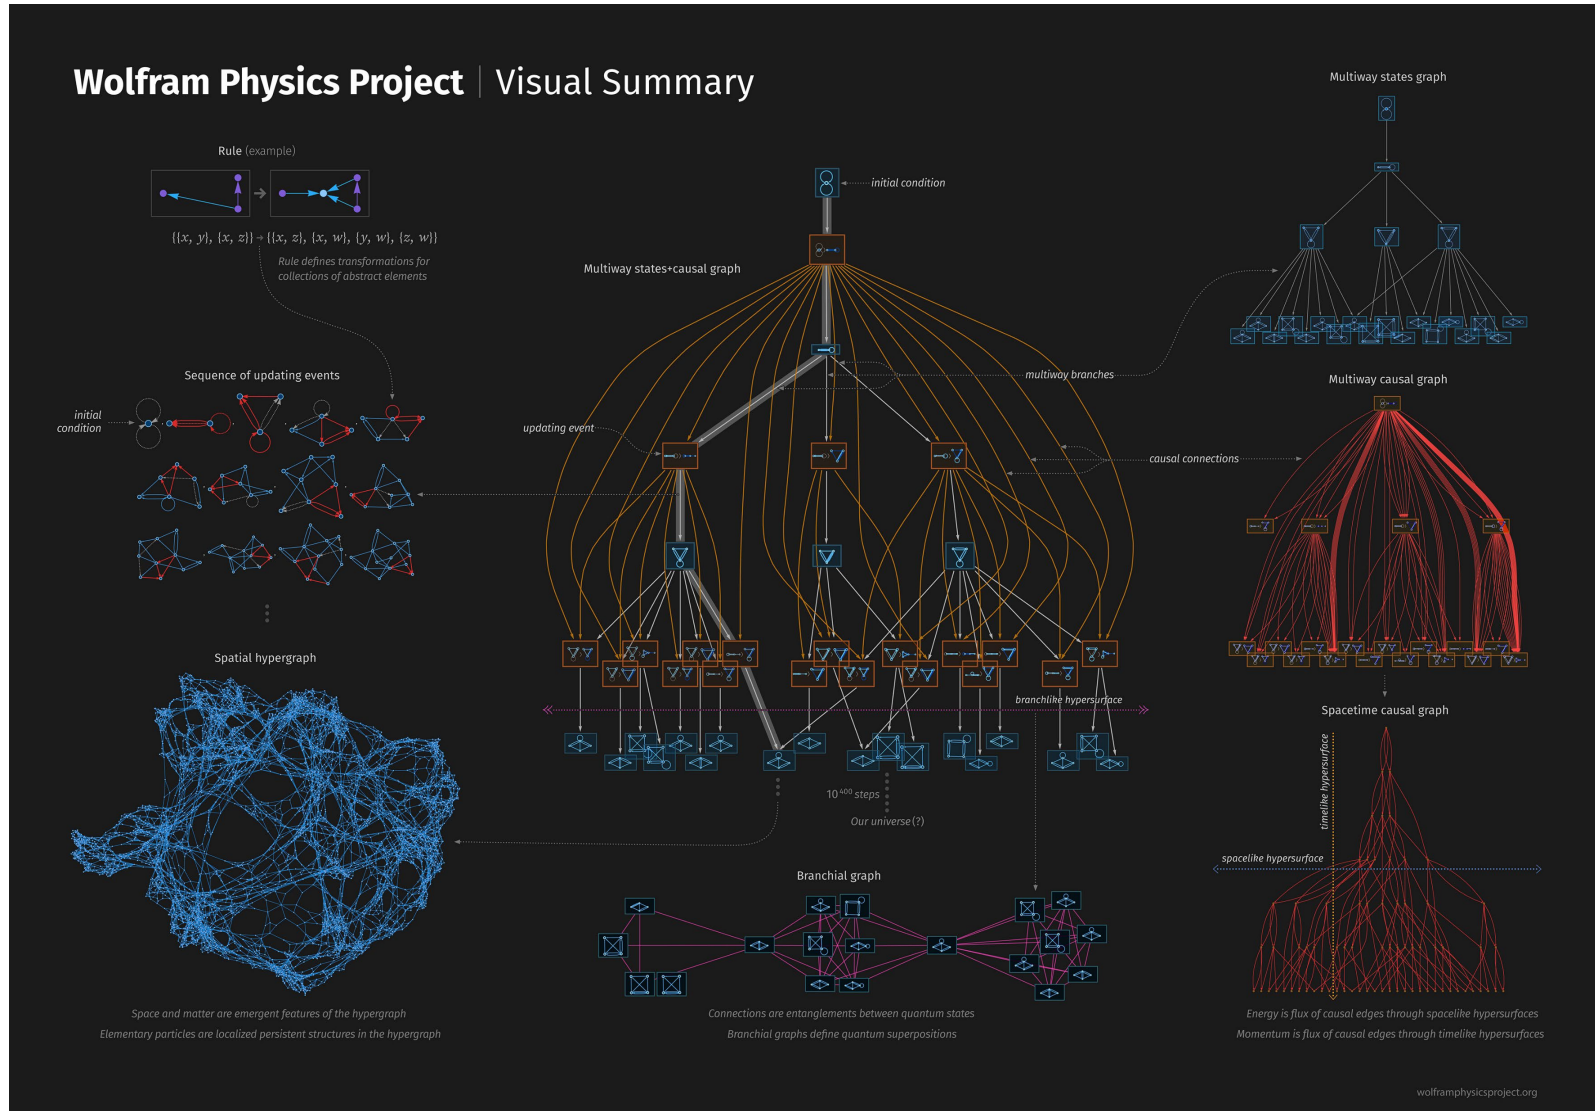 Wolfram Physics Project | Visual Summary
Rule (example)
{{x, y}, {x, z}} → {{x, z}, {x, w}, {y, w}, {z, w}}
Rule defines transformations for
collections of abstract elements
Sequence of updating events
initial
condition
Spatial hypergraph
Space and matter are emergent features of the hypergraph
Elementary particles are localized persistent structures in the hypergraph
initial condition
Multiway states+causal graph
multiway branches
updating event
causal connections
branchlike hypersurface
10^400 steps
Our universe(?)
Branchial graph
Connections are entanglements between quantum states
Branchial graphs define quantum superpositions
Multiway states graph
Multiway causal graph
Spacetime causal graph
timelike hypersurface
spacelike hypersurface
Energy is flux of causal edges through spacelike hypersurfaces
Momentum is flux of causal edges through timelike hypersurfaces
wolframphysicsproject.org